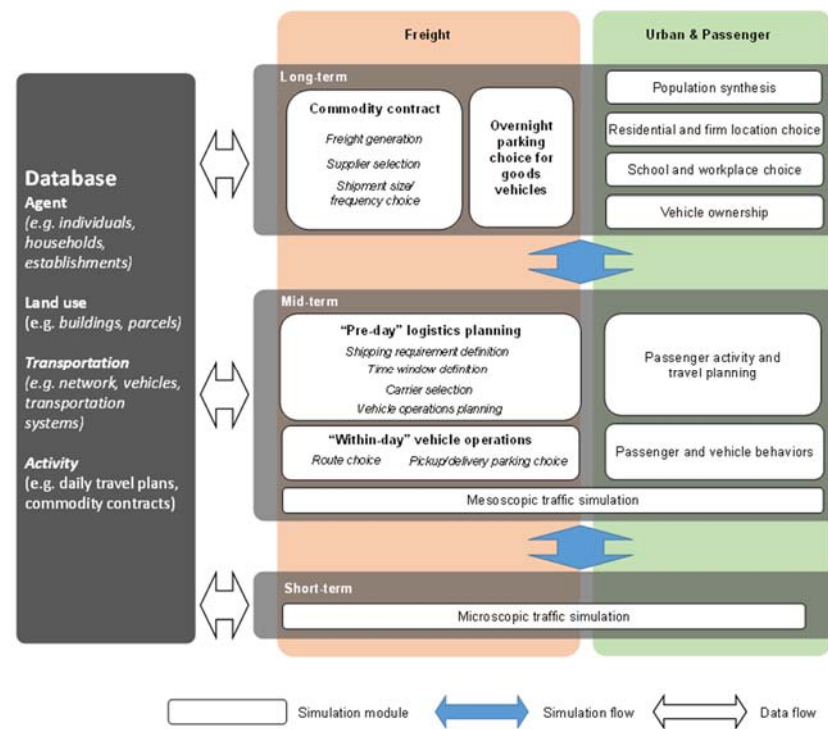 Freight
Urban & Passenger
Database
Agent
(e.g. individuals,
households,
establishments)
Land use
(e.g. buildings, parcels)
Transportation
(e.g. network, vehicles,
transportation
systems)
Activity
(e.g. daily travel plans,
commodity contracts)
Long-term
Commodity contract
Freight generation
Supplier selection
Shipment size/
frequency choice
Overnight
parking
choice for
goods
vehicles
Population synthesis
Residential and firm location choice
School and workplace choice
Vehicle ownership
Mid-term
“Pre-day” logistics planning
Shipping requirement definition
Time window definition
Carrier selection
Vehicle operations planning
Passenger activity and
travel planning
“Within-day” vehicle operations
Route choice Pickup/delivery parking choice
Passenger and vehicle behaviors
Mesoscopic traffic simulation
Short-term
Microscopic traffic simulation
Simulation module
Simulation flow
Data flow